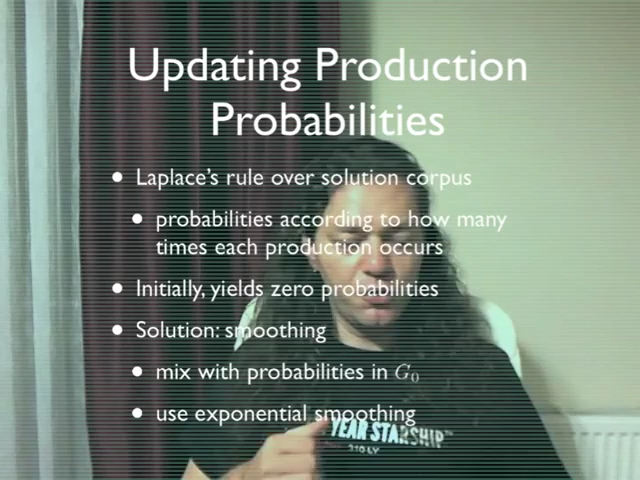 Updating Production
Probabilities
• Laplace's rule over solution corpus
• probabilities according to how many
times each production occurs
• Initially, yields zero probabilities
• Solution: smoothing
• mix with probabilities in G₀
• use exponential smoothing
YEAR STARSHIP™